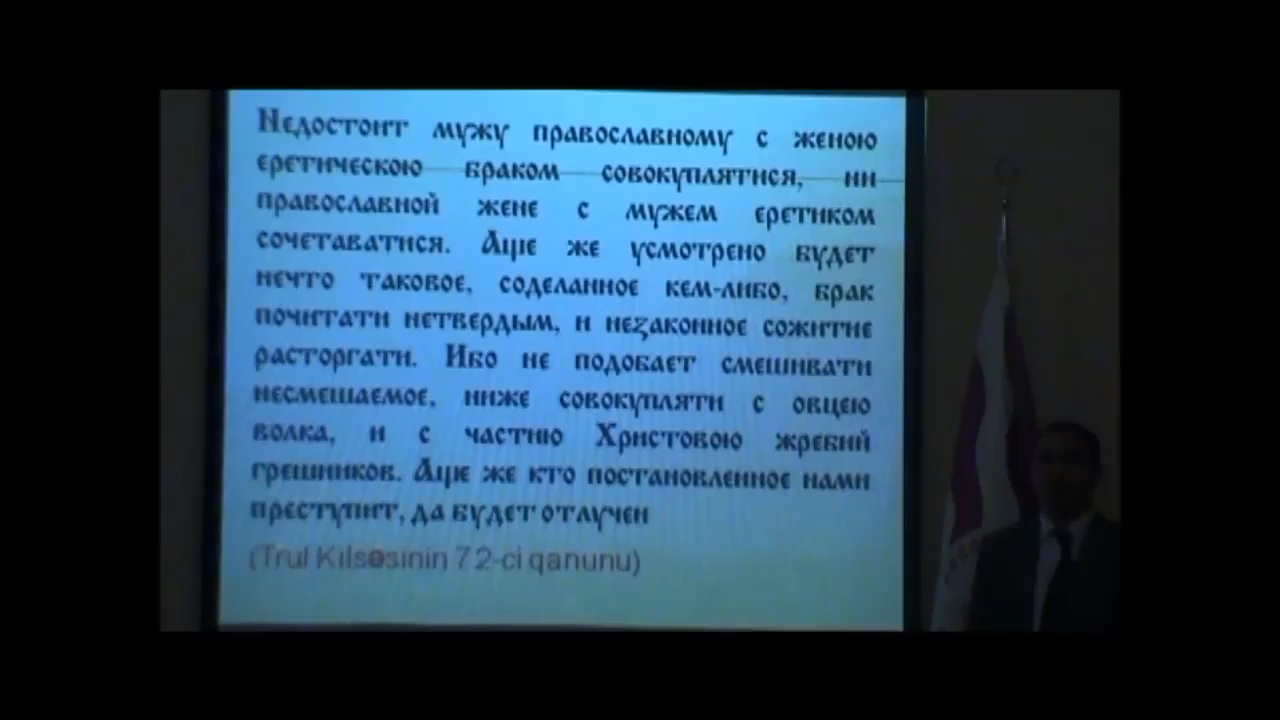 Недостоит мужу православному с женою
еретическою браком совокуплятися, ни
православной жене с мужем еретиком
сочетаватися. Аще же усмотрено будет
нечто таковое, соделанное кем-либо, брак
почитати нетвердым, и незаконное сожитие
расторгати. Ибо не подобает смешивати
несмешаемое, ниже совокупляти с овцею
волка, и с частию Христовою жребий
грешников. Аще же кто постановленное нами
преступит, да будет отлучен
(Trul Kilsəsinin 72-ci qanunu)